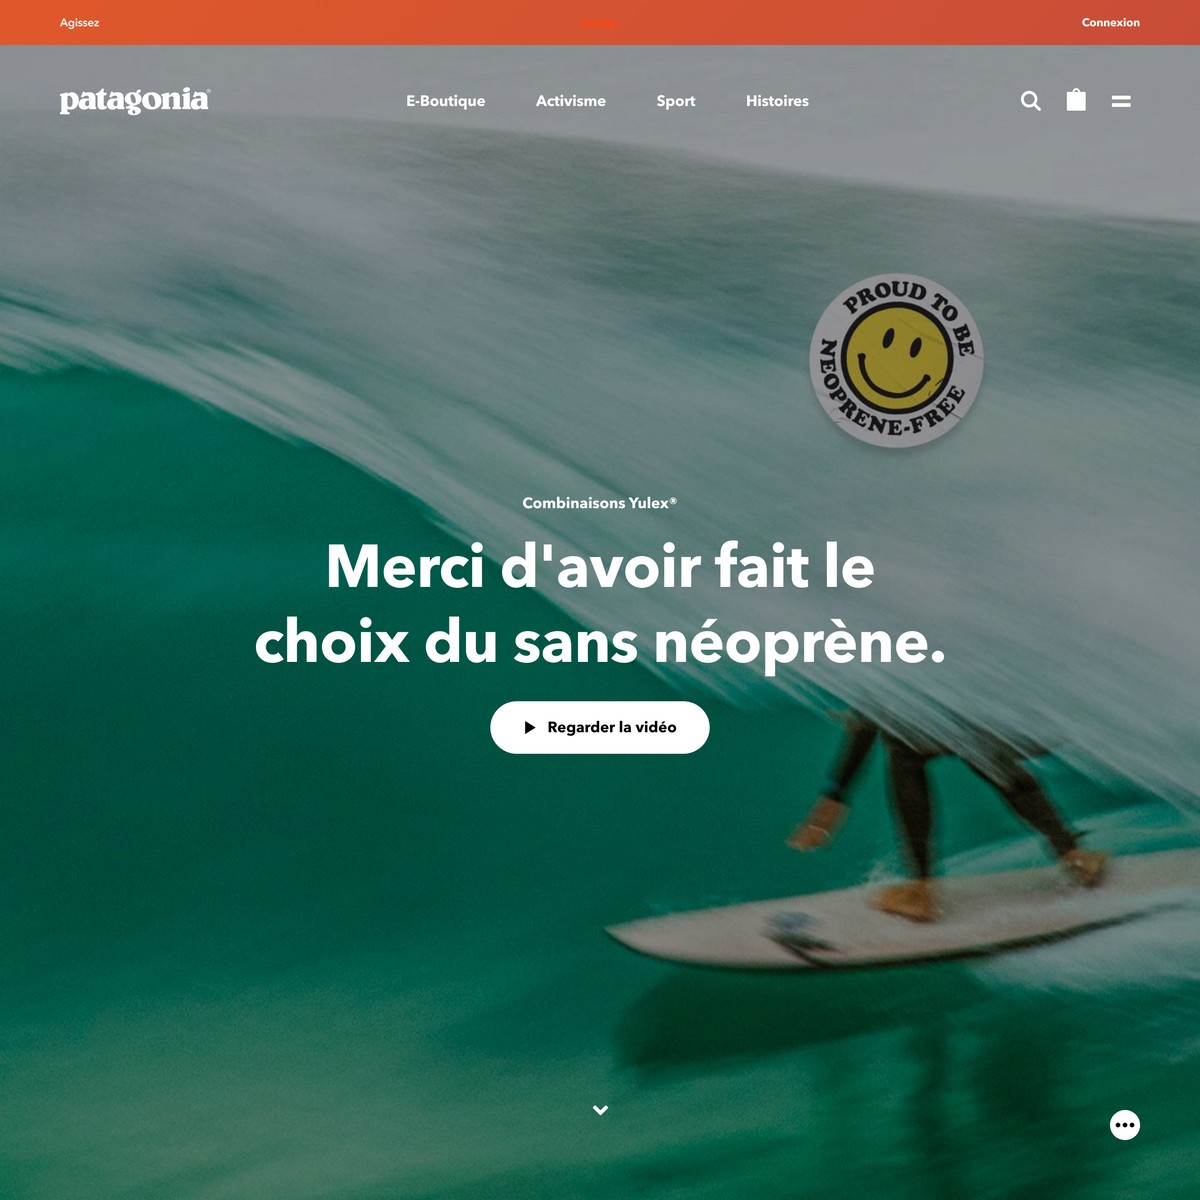 Agissez
Connexion
patagonia®
E-Boutique
Activisme
Sport
Histoires
PROUD TO BE
NEOPRENE-FREE
Combinaisons Yulex®
Merci d'avoir fait le
choix du sans néoprène.
Regarder la vidéo